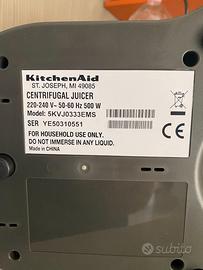 KitchenAid
ST. JOSEPH, MI 49085
CENTRIFUGAL JUICER
220-240 V~ 50-60 Hz 500 W
Model: 5KVJ0333EMS
SER YE50310551
FOR HOUSEHOLD USE ONLY
DO NOT IMMERSE IN ANY LIQUID
Made in CHINA
subito